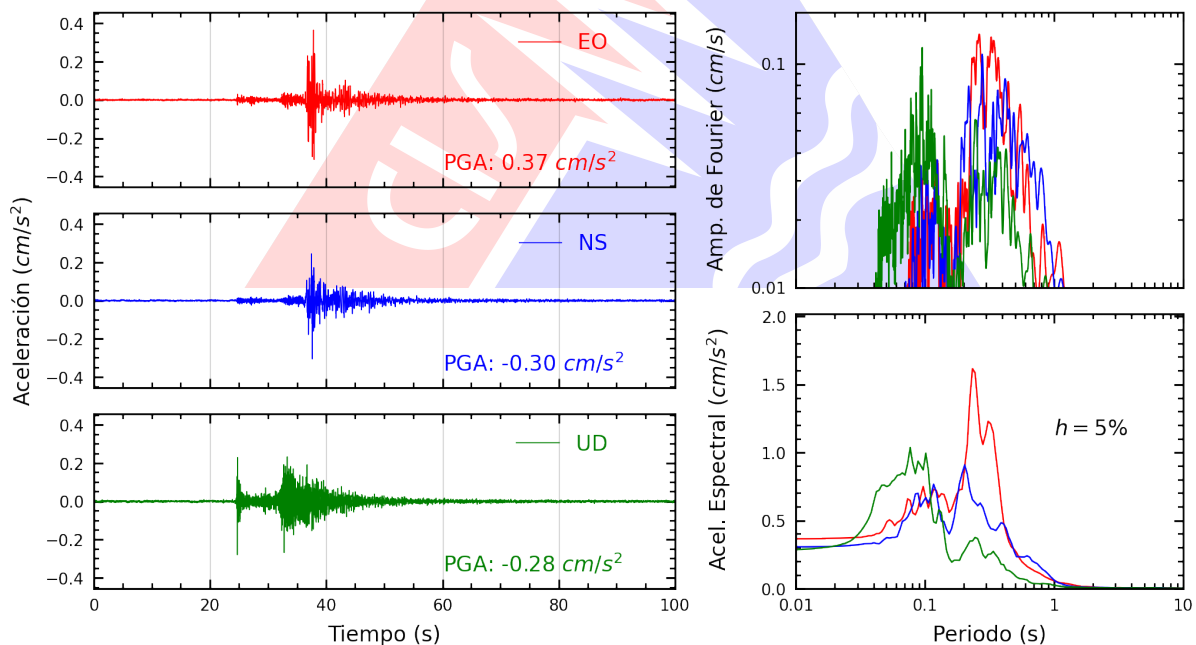 Aceleración (cm/s²)
0.4
0.2
0.0
−0.2
−0.4
EO
PGA: 0.37 cm/s²
0.4
0.2
0.0
−0.2
−0.4
NS
PGA: -0.30 cm/s²
0.4
0.2
0.0
−0.2
−0.4
UD
PGA: -0.28 cm/s²
0 20 40 60 80 100
Tiempo (s)
Amp. de Fourier (cm/s)
0.1
0.01
Acel. Espectral (cm/s²)
2.0
1.5
1.0
0.5
0.0
h = 5%
0.01 0.1 1 10
Periodo (s)